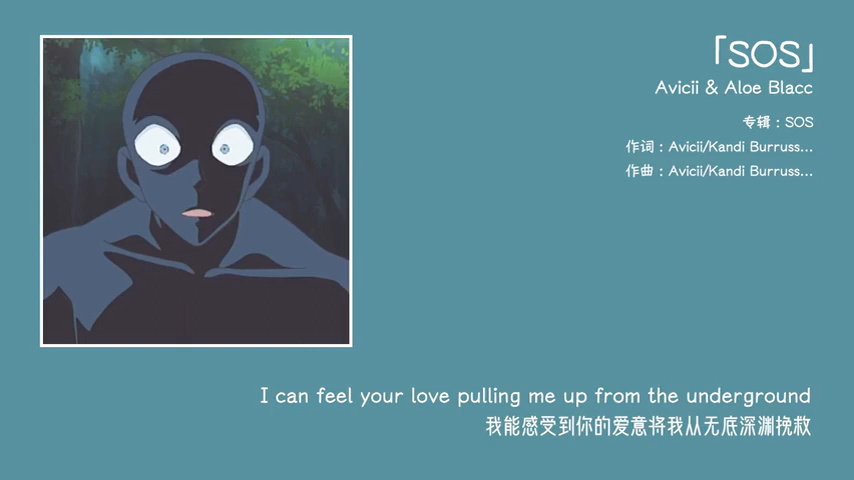 「SOS」
Avicii & Aloe Blacc
专辑：SOS
作词：Avicii/Kandi Burruss...
作曲：Avicii/Kandi Burruss...
I can feel your love pulling me up from the underground
我能感受到你的爱意将我从无底深渊挽救